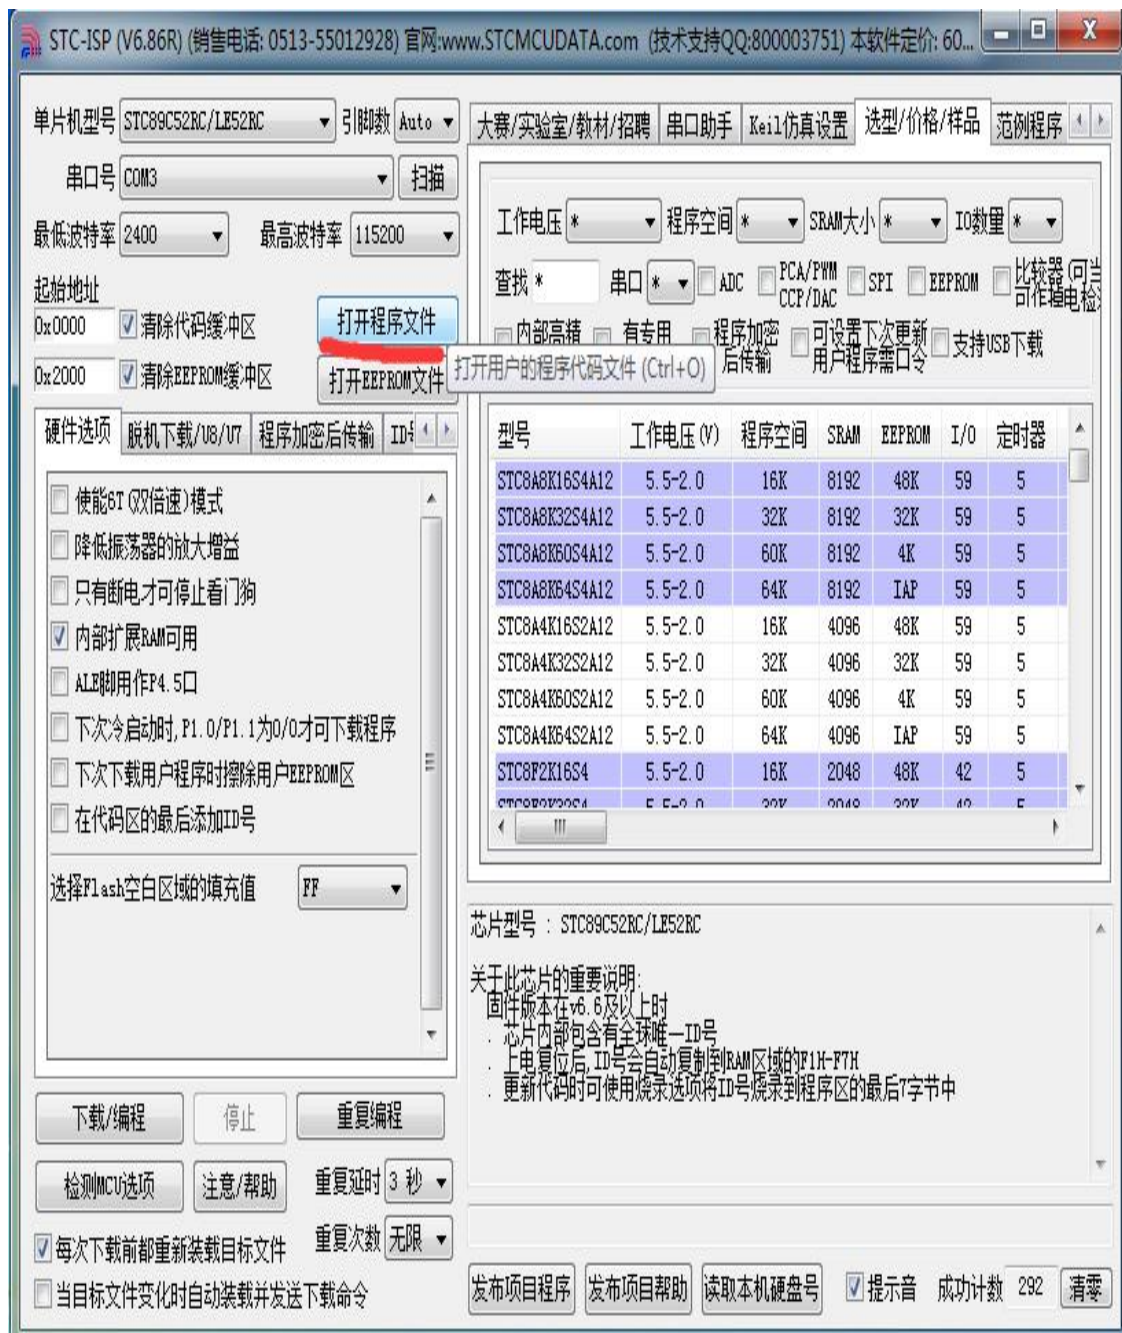 STC-ISP (V6.86R) (销售电话: 0513-55012928) 官网:www.STCMCUDATA.com (技术支持QQ:800003751) 本软件定价: 60...
单片机型号 STC89C52RC/LE52RC 引脚数 Auto
串口号 COM3 扫描
最低波特率 2400 最高波特率 115200
起始地址
0x0000 清除代码缓冲区 打开程序文件
0x2000 清除EEPROM缓冲区 打开EEPROM文件
打开用户的程序代码文件 (Ctrl+O)
硬件选项 脱机下载/U8/U7 程序加密后传输 ID号
使能6T(双倍速)模式
降低振荡器的放大增益
只有断电才可停止看门狗
内部扩展RAM可用
ALE脚用作P4.5口
下次冷启动时,P1.0/P1.1为0/0才可下载程序
下次下载用户程序时擦除用户EEPROM区
在代码区的最后添加ID号
选择Flash空白区域的填充值 FF
下载/编程 停止 重复编程
检测MCU选项 注意/帮助 重复延时 3 秒
每次下载前都重新装载目标文件 重复次数 无限
当目标文件变化时自动装载并发送下载命令
大赛/实验室/教材/招聘 串口助手 Keil仿真设置 选型/价格/样品 范例程序
工作电压 * 程序空间 * SRAM大小 * IO数量 *
查找 * 串口 * ADC PCA/PWM CCP/DAC SPI EEPROM 比较器(可当可作掉电检
内部高精 有专用 程序加密后传输 可设置下次更新用户程序需口令 支持USB下载
型号 工作电压(V) 程序空间 SRAM EEPROM I/O 定时器
STC8A8K16S4A12 5.5-2.0 16K 8192 48K 59 5
STC8A8K32S4A12 5.5-2.0 32K 8192 32K 59 5
STC8A8K60S4A12 5.5-2.0 60K 8192 4K 59 5
STC8A8K64S4A12 5.5-2.0 64K 8192 IAP 59 5
STC8A4K16S2A12 5.5-2.0 16K 4096 48K 59 5
STC8A4K32S2A12 5.5-2.0 32K 4096 32K 59 5
STC8A4K60S2A12 5.5-2.0 60K 4096 4K 59 5
STC8A4K64S2A12 5.5-2.0 64K 4096 IAP 59 5
STC8F2K16S4 5.5-2.0 16K 2048 48K 42 5
STC8F2K32S4 5.5-2.0 32K 2048 32K 42 5
芯片型号 : STC89C52RC/LE52RC
关于此芯片的重要说明:
固件版本在v6.6及以上时
. 芯片内部包含有全球唯一ID号
. 上电复位后,ID号会自动复制到RAM区域的F1H-F7H
. 更新代码时可使用烧录选项将ID号烧录到程序区的最后7字节中
发布项目程序 发布项目帮助 读取本机硬盘号 提示音 成功计数 292 清零